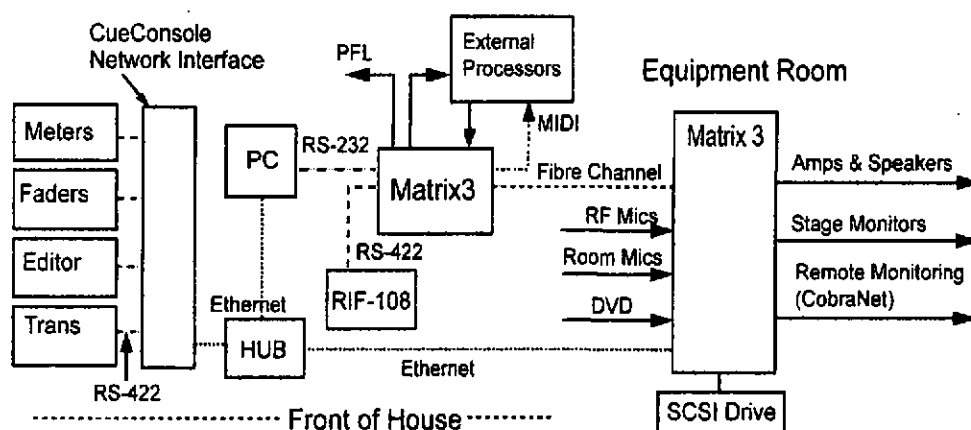 CueConsole
Network Interface
PFL
External
Processors
Equipment Room
Meters
Faders
Editor
Trans
RS-422
PC
RS-232
MIDI
Matrix3
Fibre Channel
RS-422
RIF-108
Ethernet
HUB
Ethernet
RF Mics
Room Mics
DVD
Matrix 3
SCSI Drive
Amps & Speakers
Stage Monitors
Remote Monitoring
(CobraNet)
Front of House